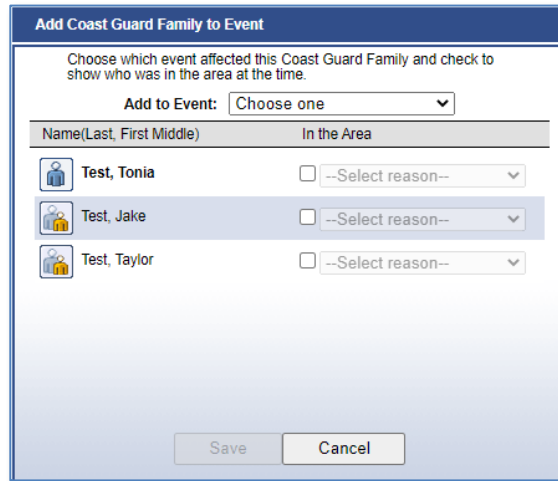 Add Coast Guard Family to Event
Choose which event affected this Coast Guard Family and check to
show who was in the area at the time.
Add to Event: Choose one
Name(Last, First Middle) In the Area
Test, Tonia --Select reason--
Test, Jake --Select reason--
Test, Taylor --Select reason--
Save Cancel